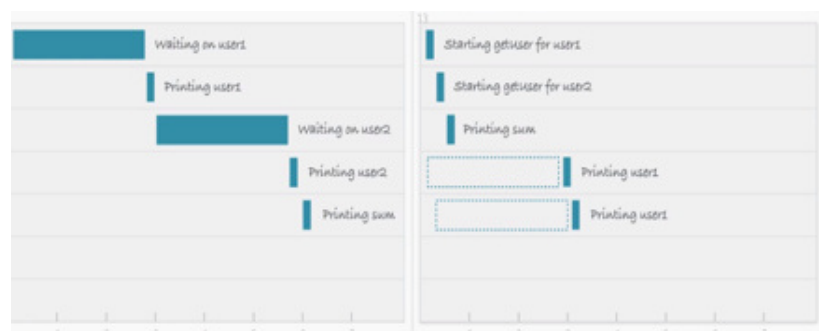 Waiting on user1
Printing user1
Waiting on user2
Printing user2
Printing sum
13
Starting getuser for user1
Starting getuser for user2
Printing sum
Printing user1
Printing user1